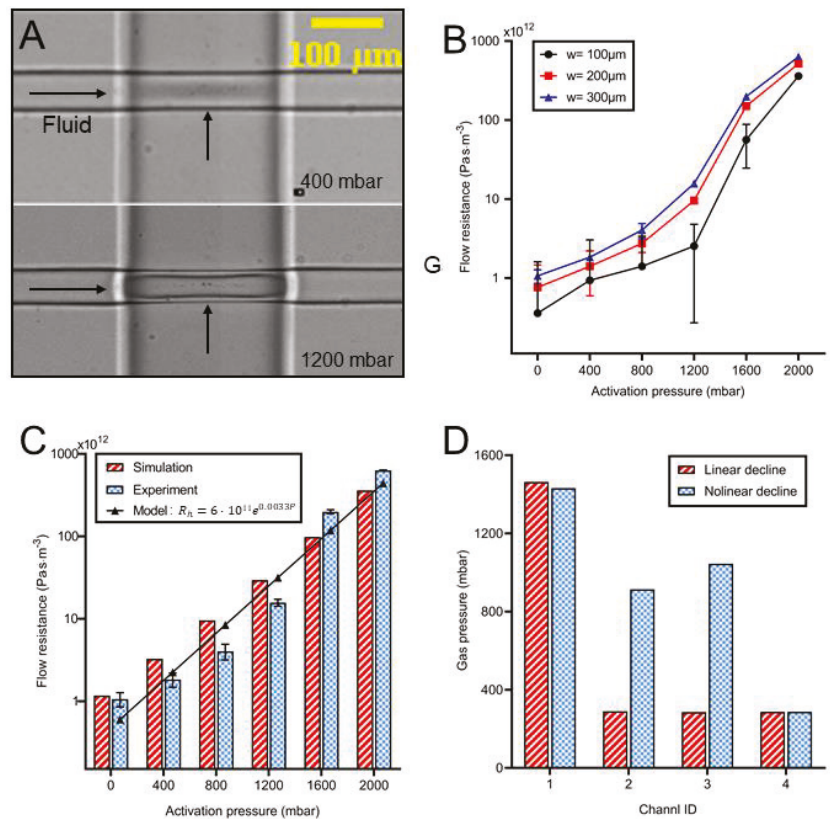 A
100 µm
Fluid
400 mbar
1200 mbar
B
x10¹²
1000
100
10
1
Flow resistance (Pa s·m⁻³)
w= 100µm
w= 200µm
w= 300µm
0 400 800 1200 1600 2000
Activation pressure (mbar)
G
C
x10¹²
1000
100
10
1
Flow resistance (Pa s·m⁻³)
Simulation
Experiment
Model: R_h = 6 · 10¹¹e^0.0033P
0 400 800 1200 1600 2000
Activation pressure (mbar)
D
1600
1200
800
400
0
Gas pressure (mbar)
Linear decline
Nolinear decline
1 2 3 4
Channl ID